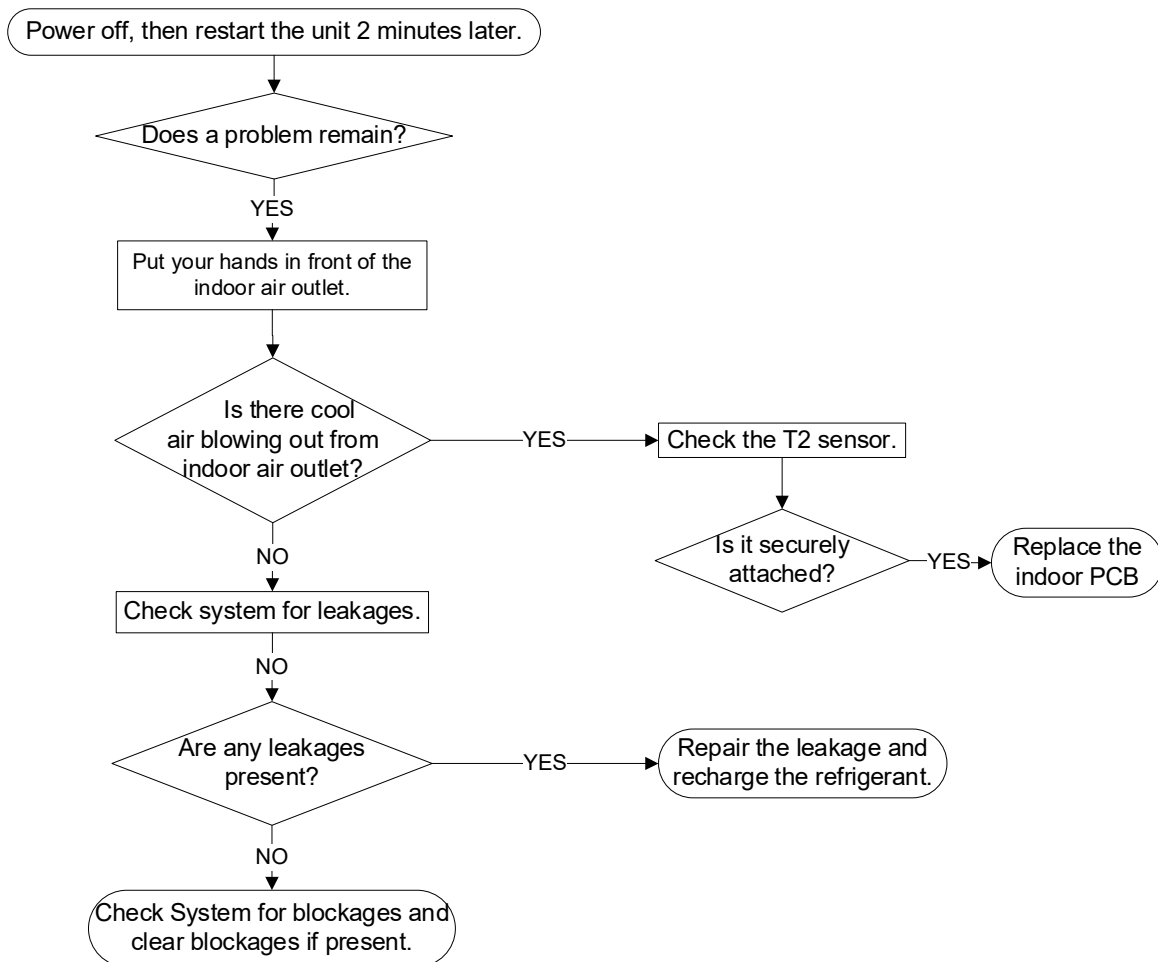 Power off, then restart the unit 2 minutes later.
Does a problem remain?
YES
Put your hands in front of the
indoor air outlet.
Is there cool
air blowing out from
indoor air outlet?
YES
Check the T2 sensor.
Is it securely
attached?
YES
Replace the
indoor PCB
NO
Check system for leakages.
NO
Are any leakages
present?
YES
Repair the leakage and
recharge the refrigerant.
NO
Check System for blockages and
clear blockages if present.